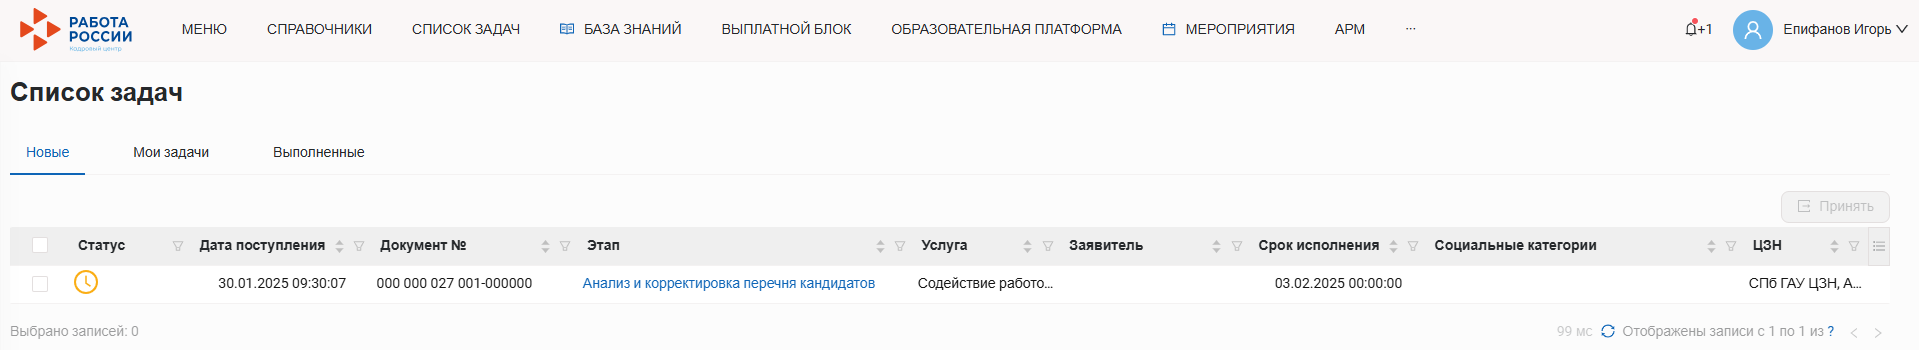 РАБОТА РОССИИ
Кадровый центр
МЕНЮ СПРАВОЧНИКИ СПИСОК ЗАДАЧ БАЗА ЗНАНИЙ ВЫПЛАТНОЙ БЛОК ОБРАЗОВАТЕЛЬНАЯ ПЛАТФОРМА МЕРОПРИЯТИЯ АРМ ... +1 Епифанов Игорь
Список задач
Новые Мои задачи Выполненные
Принять
Статус Дата поступления Документ № Этап Услуга Заявитель Срок исполнения Социальные категории ЦЗН
30.01.2025 09:30:07 000 000 027 001-000000 Анализ и корректировка перечня кандидатов Содействие работо... 03.02.2025 00:00:00 СПб ГАУ ЦЗН, А...
Выбрано записей: 0 99 мс Отображены записи с 1 по 1 из ? < >